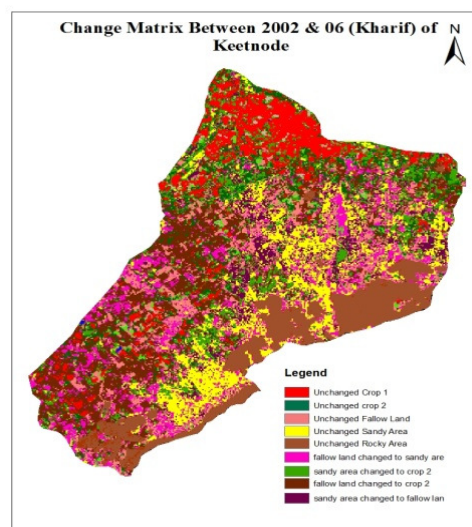 Change Matrix Between 2002 & 06 (Kharif) of
Keetnode
N
Legend
Unchanged Crop 1
Unchanged crop 2
Unchanged Fallow Land
Unchanged Sandy Area
Unchanged Rocky Area
fallow land changed to sandy are
sandy area changed to crop 2
fallow land changed to crop 2
sandy area changed to fallow lan